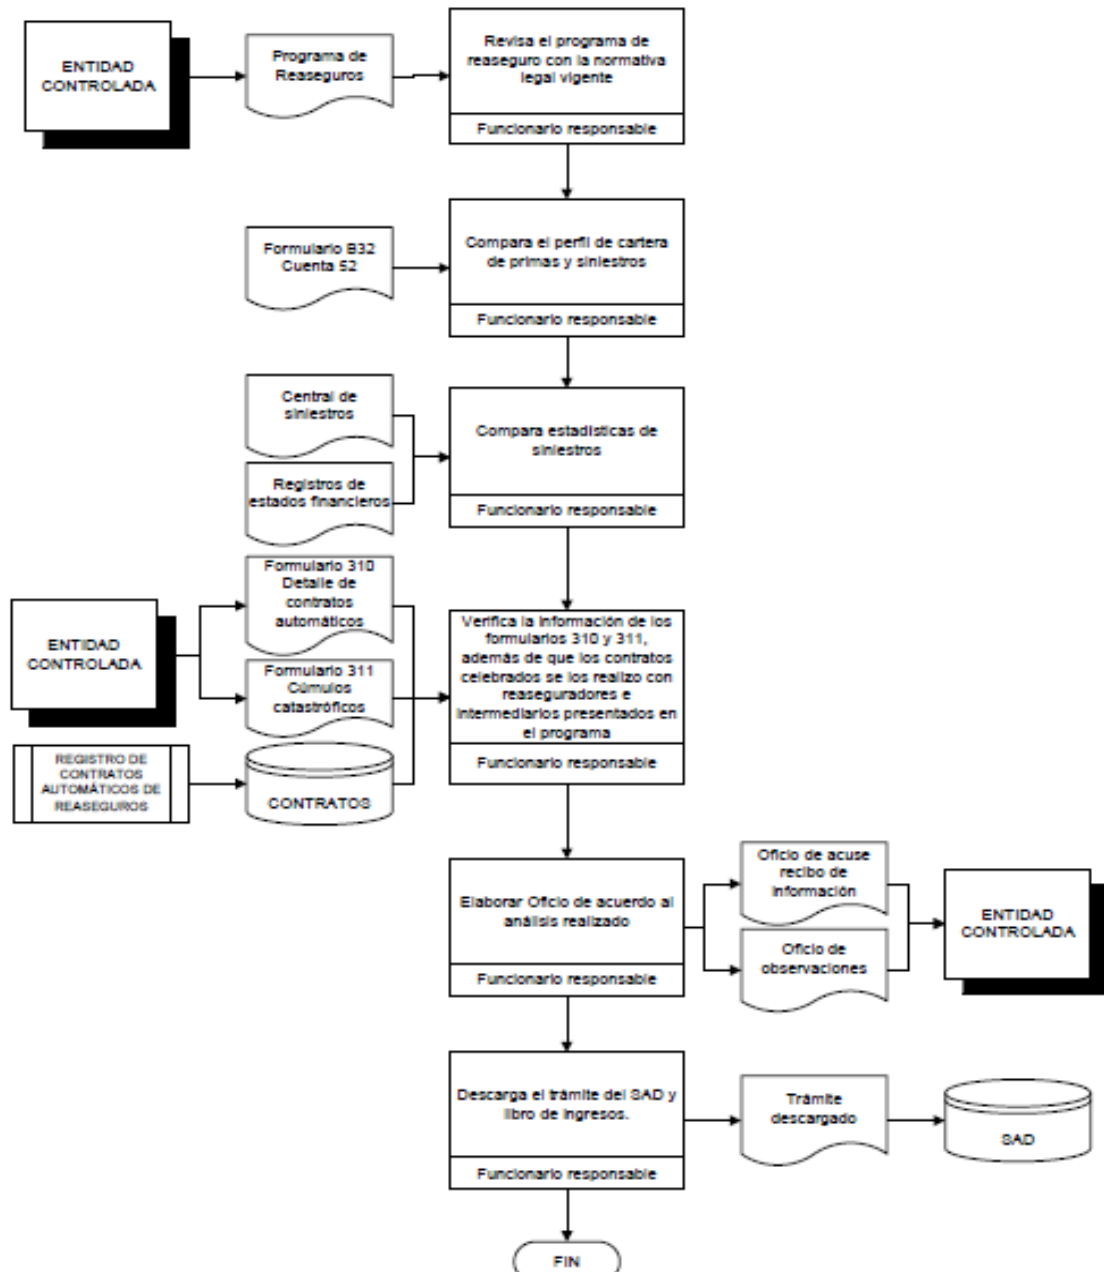 ENTIDAD
CONTROLADA
Programa de
Reaseguros
Revisa el programa de
reaseguro con la normativa
legal vigente
Funcionario responsable
Formulario B32
Cuenta 52
Compara el perfil de cartera
de primas y siniestros
Funcionario responsable
Central de
siniestros
Registros de
estados financieros
Compara estadísticas de
siniestros
Funcionario responsable
ENTIDAD
CONTROLADA
Formulario 310
Detalle de
contratos
automáticos
Formulario 311
Cúmulos
catastróficos
REGISTRO DE
CONTRATOS
AUTOMÁTICOS DE
REASEGUROS
CONTRATOS
Verifica la información de los
formularios 310 y 311,
además de que los contratos
celebrados se los realizo con
reaseguradores e
intermediarios presentados en
el programa
Funcionario responsable
Elaborar Oficio de acuerdo al
análisis realizado
Funcionario responsable
Oficio de acuse
recibo de
información
Oficio de
observaciones
ENTIDAD
CONTROLADA
Descarga el trámite del SAD y
libro de ingresos.
Funcionario responsable
Trámite
descargado
SAD
FIN